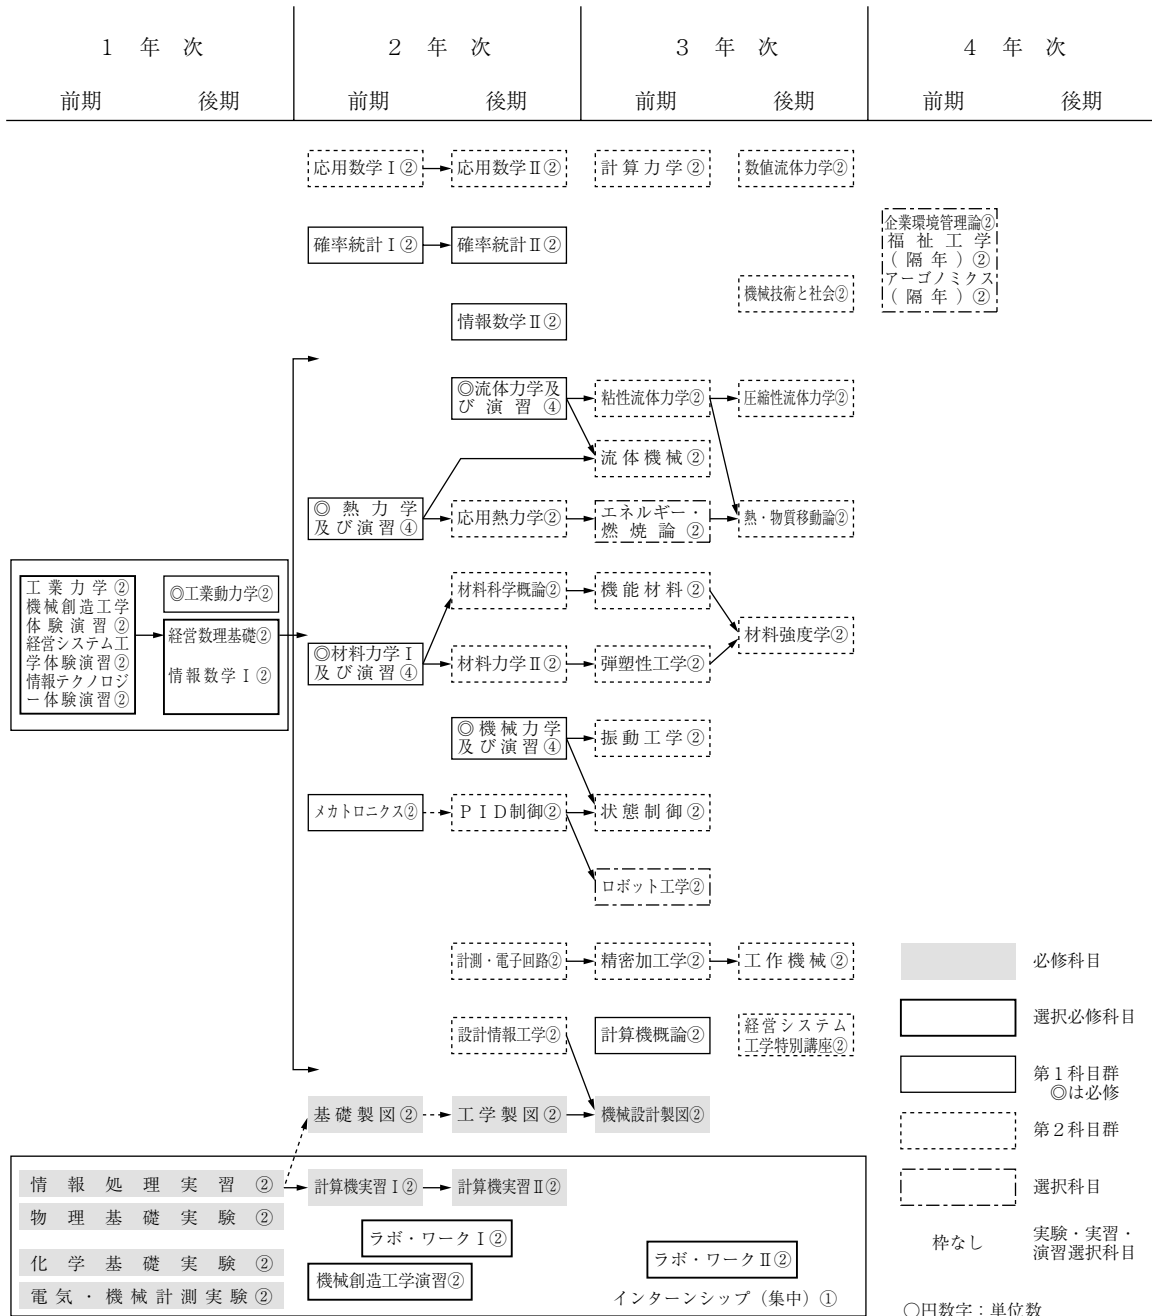 1 年 次
2 年 次
3 年 次
4 年 次
前期
後期
前期
後期
前期
後期
前期
後期
応用数学Ⅰ②
応用数学Ⅱ②
計算力学②
数値流体力学②
確率統計Ⅰ②
確率統計Ⅱ②
企業環境管理論②
福祉工学
(隔年)②
アーゴノミクス
(隔年)②
機械技術と社会②
情報数学Ⅱ②
◎流体力学及
び演習④
粘性流体力学②
圧縮性流体力学②
流体機械②
◎熱力学
及び演習④
応用熱力学②
エネルギー・
燃焼論②
熱・物質移動論②
工業力学②
機械創造工学
体験演習②
経営システム工
学体験演習②
情報テクノロジ
ー体験演習②
◎工業動力学②
経営数理基礎②
情報数学Ⅰ②
材料科学概論②
機能材料②
材料強度学②
◎材料力学Ⅰ
及び演習④
材料力学Ⅱ②
弾塑性工学②
◎機械力学
及び演習④
振動工学②
メカトロニクス②
PID制御②
状態制御②
ロボット工学②
計測・電子回路②
精密加工学②
工作機械②
設計情報工学②
計算機概論②
経営システム
工学特別講座②
基礎製図②
工学製図②
機械設計製図②
情報処理実習②
計算機実習Ⅰ②
計算機実習Ⅱ②
物理基礎実験②
ラボ・ワークⅠ②
ラボ・ワークⅡ②
化学基礎実験②
機械創造工学演習②
電気・機械計測実験②
インターンシップ(集中)①
必修科目
選択必修科目
第1科目群
◎は必修
第2科目群
選択科目
枠なし
実験・実習・
演習選択科目
○円数字:単位数